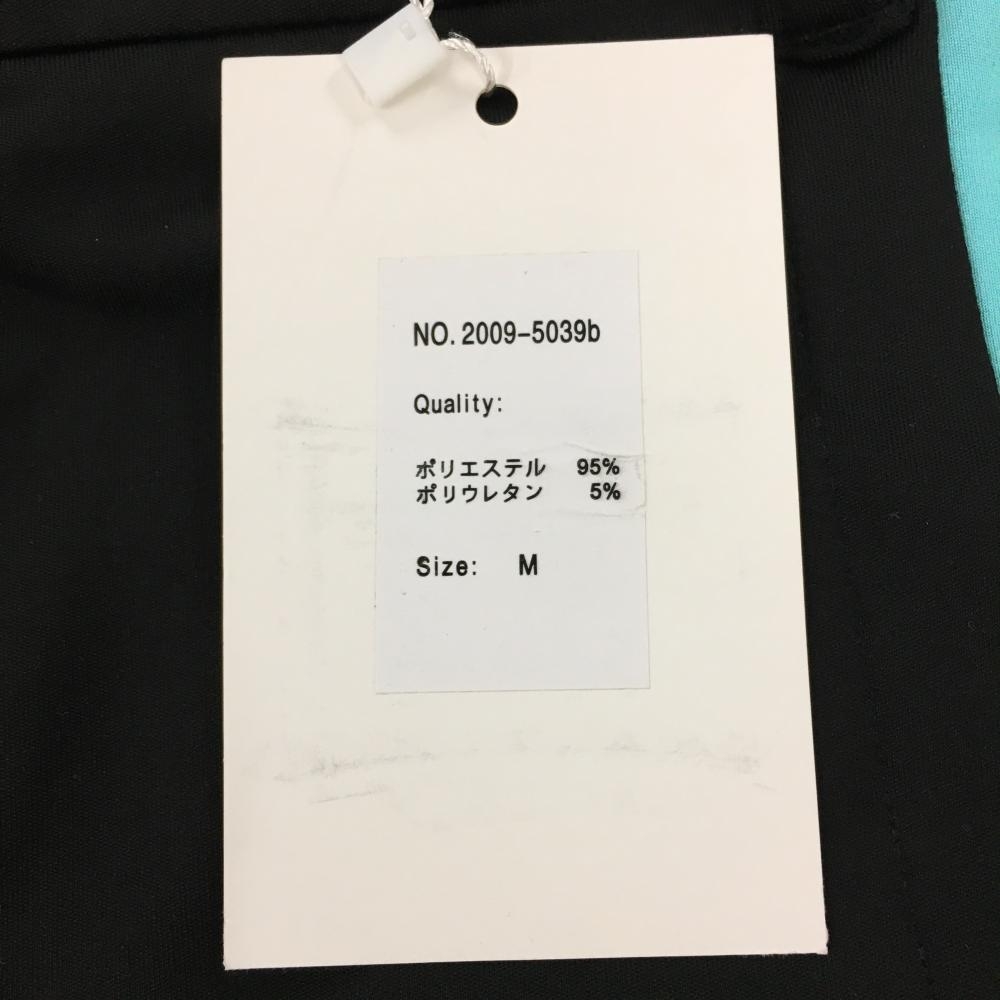 NO. 2009-5039b
Quality:
ポリエステル 95%
ポリウレタン 5%
Size: M